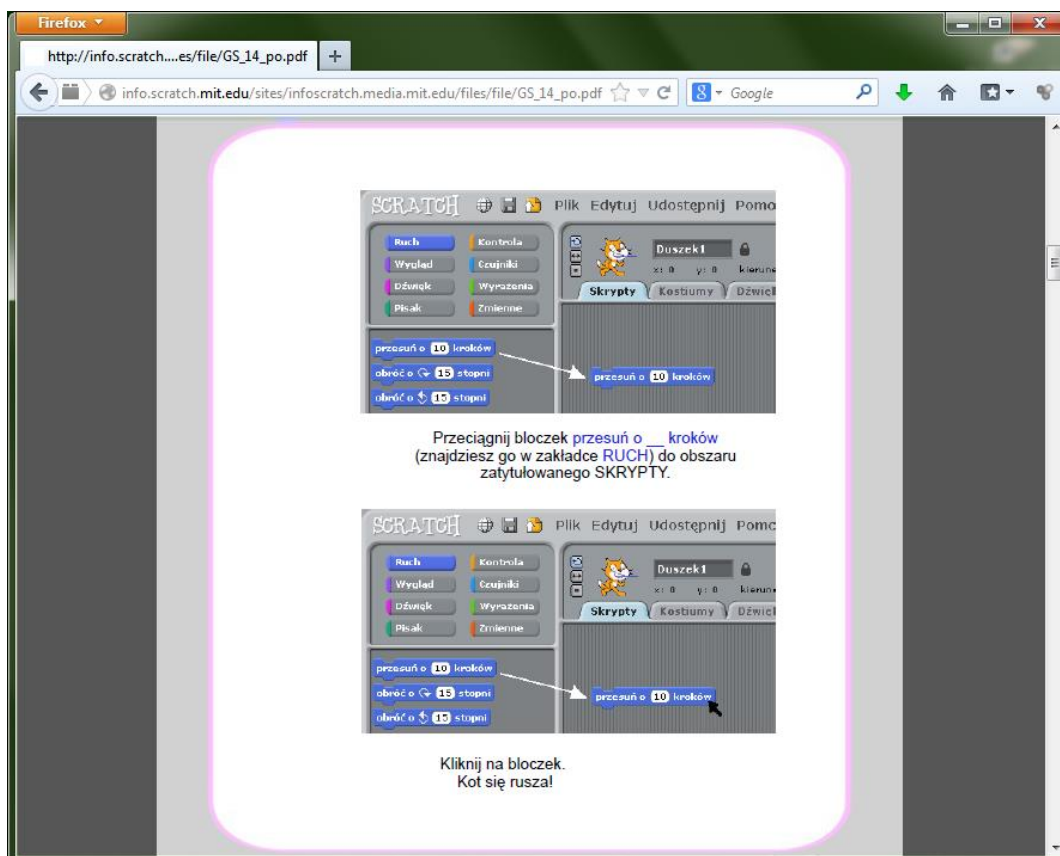 Firefox
http://info.scratch....es/file/GS_14_po.pdf +
info.scratch.mit.edu/sites/infoscratch.media.mit.edu/files/file/GS_14_po.pdf Google
SCRATCH Plik Edytuj Udostępnij Pomo
Ruch Kontrola
Wygląd Czujniki
Dźwięk Wyrażenia
Pisak Zmienne
Duszek1
x: 0 y: 0 kierune
Skrypty Kostiumy Dźwięk
przesuń o 10 kroków
obróć o 15 stopni
obróć o 15 stopni
przesuń o 10 kroków
Przeciągnij bloczek przesuń o __ kroków
(znajdziesz go w zakładce RUCH) do obszaru
zatytułowanego SKRYPTY.
SCRATCH Plik Edytuj Udostępnij Pomo
Ruch Kontrola
Wygląd Czujniki
Dźwięk Wyrażenia
Pisak Zmienne
Duszek1
x: 0 y: 0 kierun
Skrypty Kostiumy Dźwięk
przesuń o 10 kroków
obróć o 15 stopni
obróć o 15 stopni
przesuń o 10 kroków
Kliknij na bloczek.
Kot się rusza!